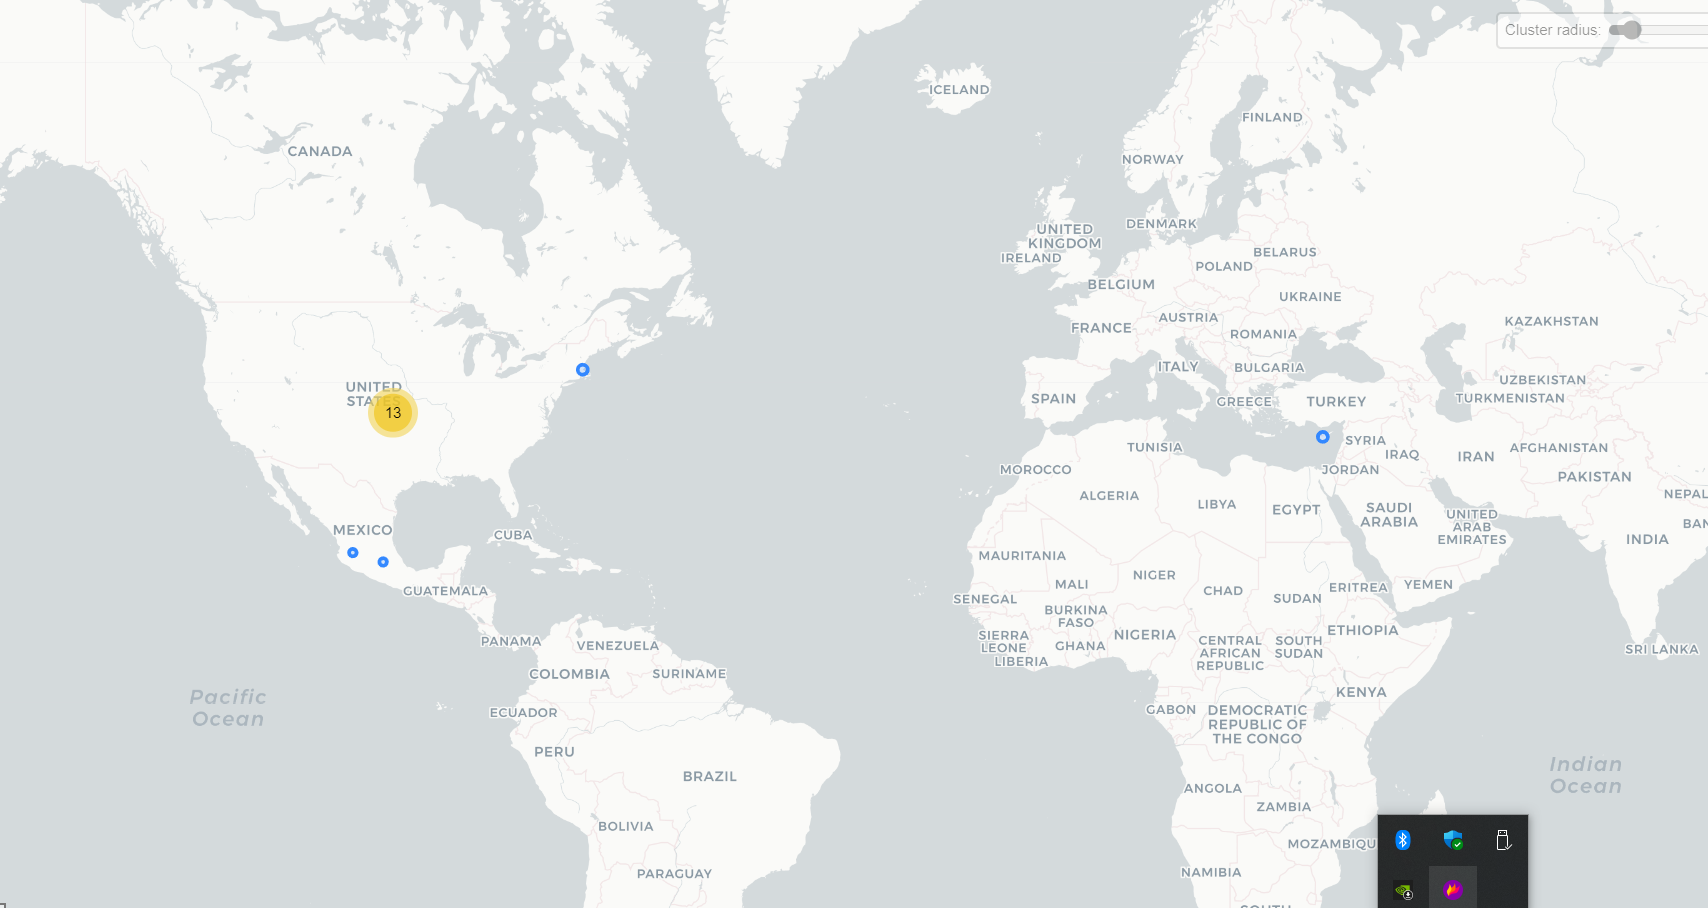 Cluster radius:
ICELAND
FINLAND
CANADA
NORWAY
DENMARK
UNITED
KINGDOM
IRELAND
BELARUS
POLAND
BELGIUM
UKRAINE
AUSTRIA
KAZAKHSTAN
FRANCE
ROMANIA
ITALY
BULGARIA
UZBEKISTAN
UNITED
STATES
13
SPAIN
GREECE
TURKEY
TURKMENISTAN
TUNISIA
SYRIA
AFGHANISTAN
IRAQ
IRAN
MOROCCO
JORDAN
PAKISTAN
ALGERIA
LIBYA
EGYPT
SAUDI
ARABIA
NEPAL
UNITED
ARAB
EMIRATES
BAN
MEXICO
CUBA
INDIA
MAURITANIA
NIGER
MALI
CHAD
ERITREA
YEMEN
GUATEMALA
SENEGAL
SUDAN
BURKINA
FASO
ETHIOPIA
SIERRA
LEONE
NIGERIA
GHANA
CENTRAL
AFRICAN
REPUBLIC
SOUTH
SUDAN
PANAMA
VENEZUELA
LIBERIA
SRI LANKA
COLOMBIA
SURINAME
KENYA
Pacific
Ocean
ECUADOR
GABON
DEMOCRATIC
REPUBLIC OF
THE CONGO
PERU
BRAZIL
Indian
Ocean
ANGOLA
ZAMBIA
BOLIVIA
MOZAMBIQU
PARAGUAY
NAMIBIA